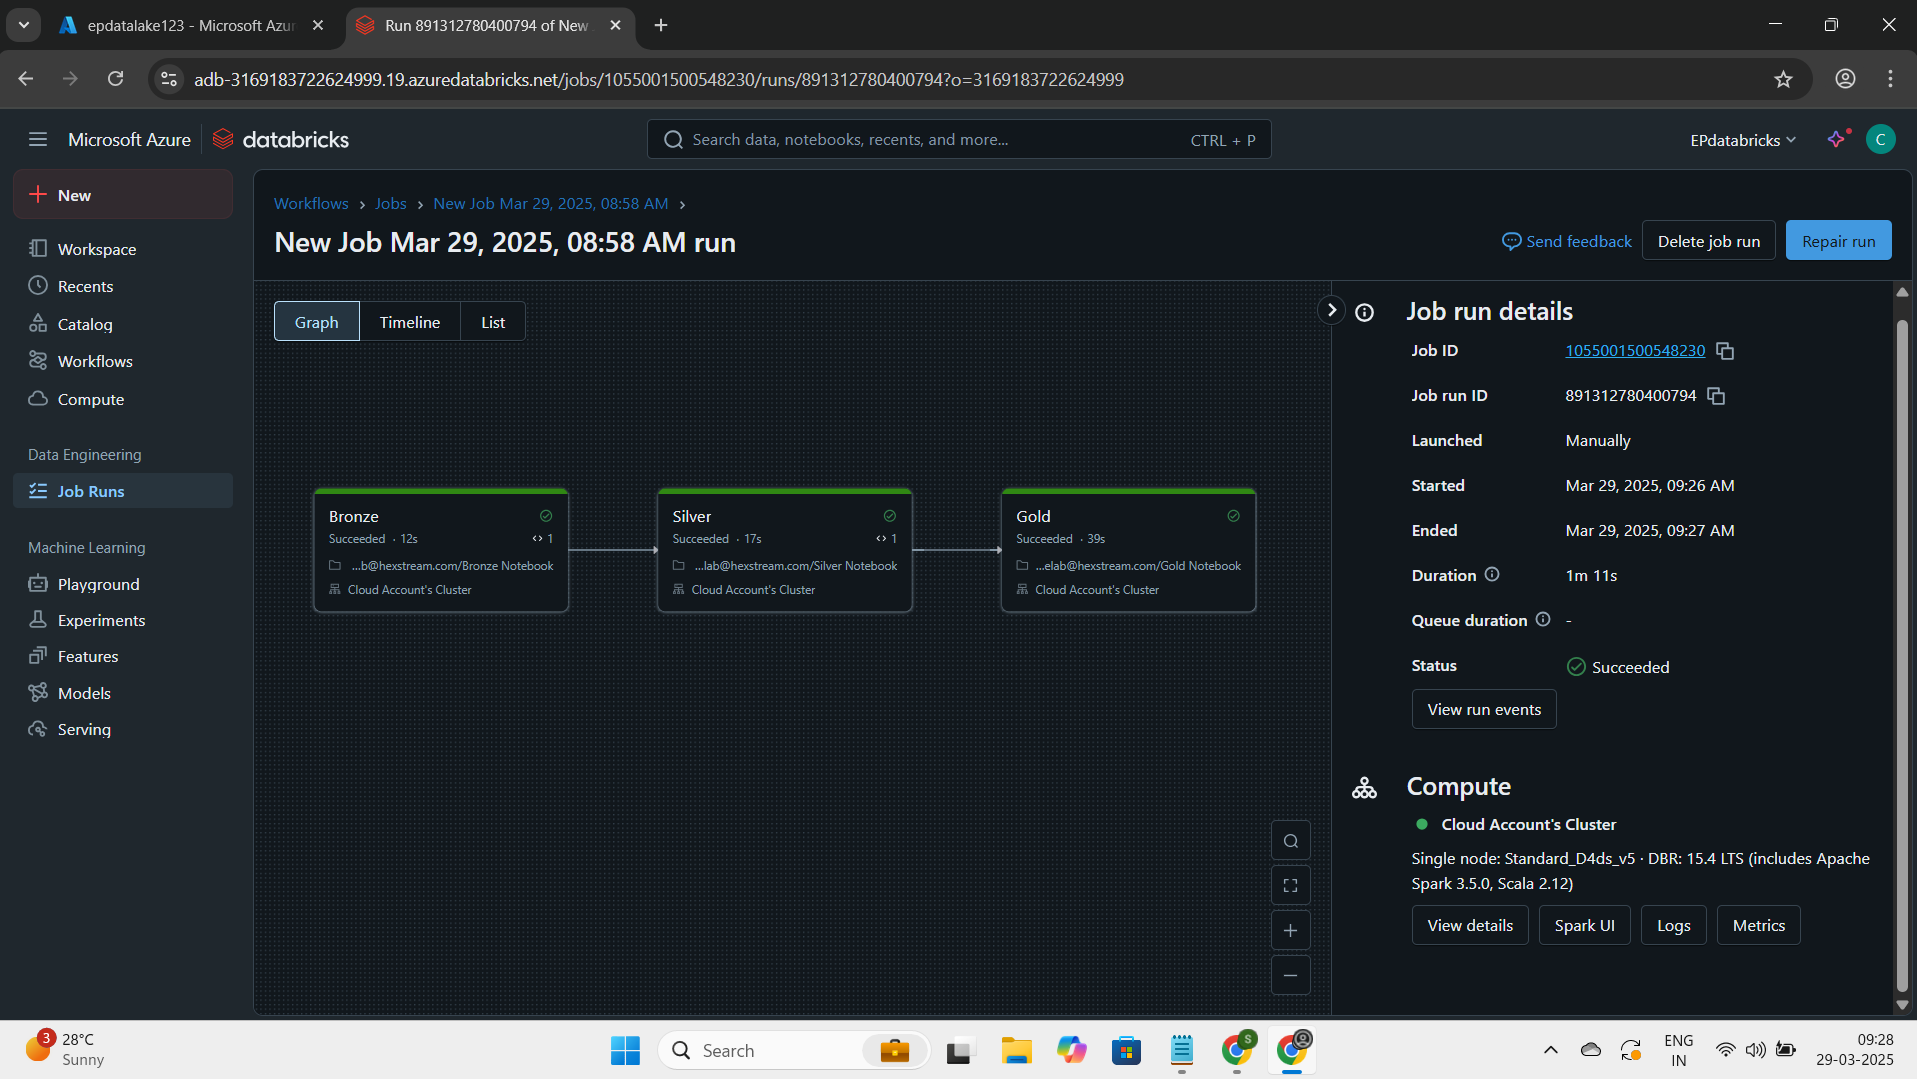 epdatalake123 - Microsoft Azu
Run 891312780400794 of New
adb-3169183722624999.19.azuredatabricks.net/jobs/1055001500548230/runs/891312780400794?o=3169183722624999
Microsoft Azure
databricks
Search data, notebooks, recents, and more...
CTRL + P
EPdatabricks
C
New
Workspace
Recents
Catalog
Workflows
Compute
Data Engineering
Job Runs
Machine Learning
Playground
Experiments
Features
Models
Serving
Workflows › Jobs › New Job Mar 29, 2025, 08:58 AM ›
New Job Mar 29, 2025, 08:58 AM run
Send feedback
Delete job run
Repair run
Graph
Timeline
List
Bronze
Succeeded · 12s
1
...b@hexstream.com/Bronze Notebook
Cloud Account's Cluster
Silver
Succeeded · 17s
1
...lab@hexstream.com/Silver Notebook
Cloud Account's Cluster
Gold
Succeeded · 39s
...elab@hexstream.com/Gold Notebook
Cloud Account's Cluster
Job run details
Job ID 1055001500548230
Job run ID 891312780400794
Launched Manually
Started Mar 29, 2025, 09:26 AM
Ended Mar 29, 2025, 09:27 AM
Duration 1m 11s
Queue duration -
Status Succeeded
View run events
Compute
Cloud Account's Cluster
Single node: Standard_D4ds_v5 · DBR: 15.4 LTS (includes Apache
Spark 3.5.0, Scala 2.12)
View details
Spark UI
Logs
Metrics
3
28°C
Sunny
Search
S
ENG
IN
09:28
29-03-2025